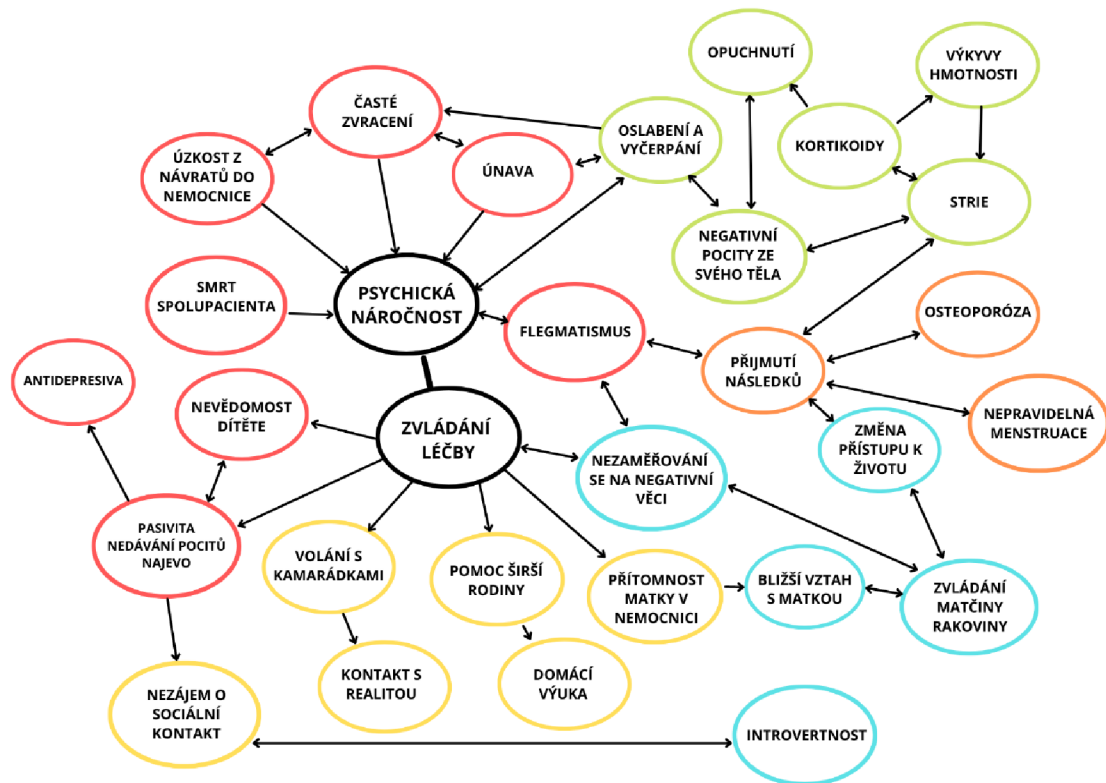 OPUCHNUTÍ
VÝKYVY
HMOTNOSTI
ČASTÉ
ZVRACENÍ
OSLABENÍ A
VYČERPÁNÍ
KORTIKOIDY
ÚZKOST Z
NÁVRATŮ DO
NEMOCNICE
ÚNAVA
STRIE
NEGATIVNÍ
POCITY ZE
SVÉHO TĚLA
SMRT
SPOLUPACIENTA
PSYCHICKÁ
NÁROČNOST
FLEGMATISMUS
OSTEOPORÓZA
PŘIJMUTÍ
NÁSLEDKŮ
ANTIDEPRESIVA
NEVĚDOMOST
DÍTĚTE
ZVLÁDÁNÍ
LÉČBY
NEPRAVIDELNÁ
MENSTRUACE
ZMĚNA
PŘÍSTUPU K
ŽIVOTU
NEZAMĚŘOVÁNÍ
SE NA NEGATIVNÍ
VĚCI
PASIVITA
NEDÁVÁNÍ POCITŮ
NAJEVO
VOLÁNÍ S
KAMARÁDKAMI
POMOC ŠIRŠÍ
RODINY
PŘÍTOMNOST
MATKY V
NEMOCNICI
BLIŽŠÍ VZTAH
S MATKOU
ZVLÁDÁNÍ
MATČINY
RAKOVINY
KONTAKT S
REALITOU
DOMÁCÍ
VÝUKA
NEZÁJEM O
SOCIÁLNÍ
KONTAKT
INTROVERTNOST